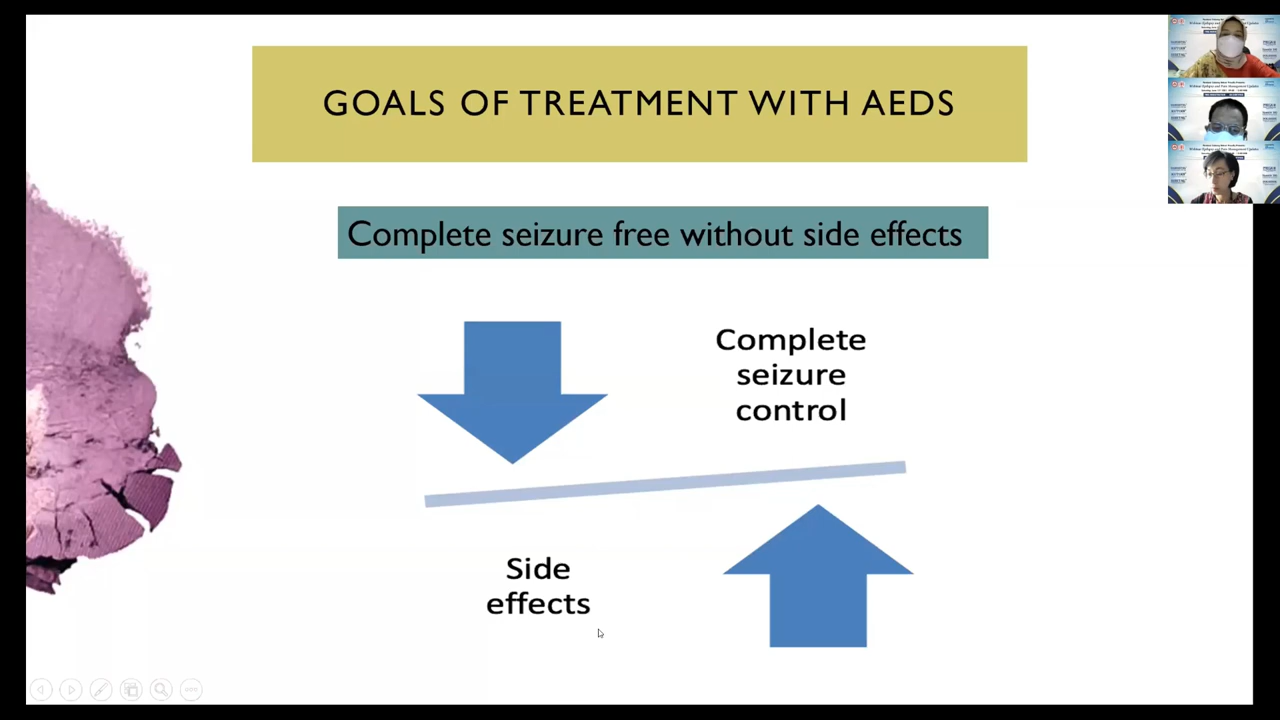 GOALS OF TREATMENT WITH AEDS
Complete seizure free without side effects
Complete
seizure
control
Side
effects